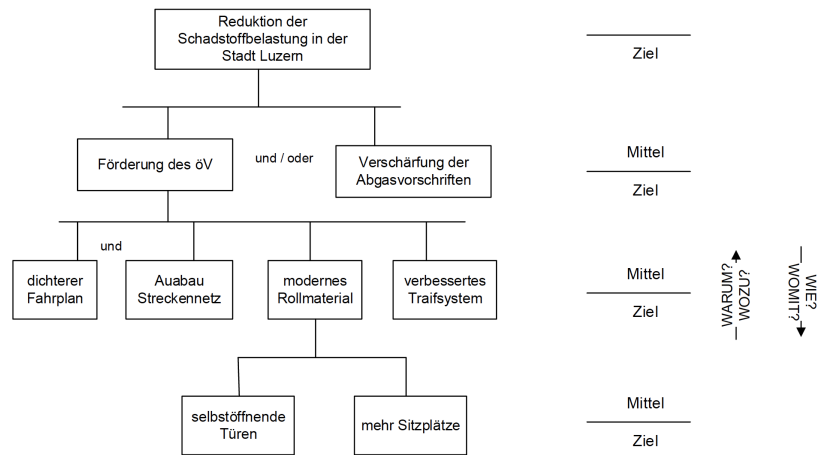 Reduktion der
Schadstoffbelastung in der
Stadt Luzern
Ziel
Förderung des öV
und / oder
Verschärfung der
Abgasvorschriften
Mittel
Ziel
und
dichterer
Fahrplan
Auabau
Streckennetz
modernes
Rollmaterial
verbessertes
Traifsystem
Mittel
Ziel
WARUM?
WOZU?
WIE?
WOMIT?
selbstöffnende
Türen
mehr Sitzplätze
Mittel
Ziel